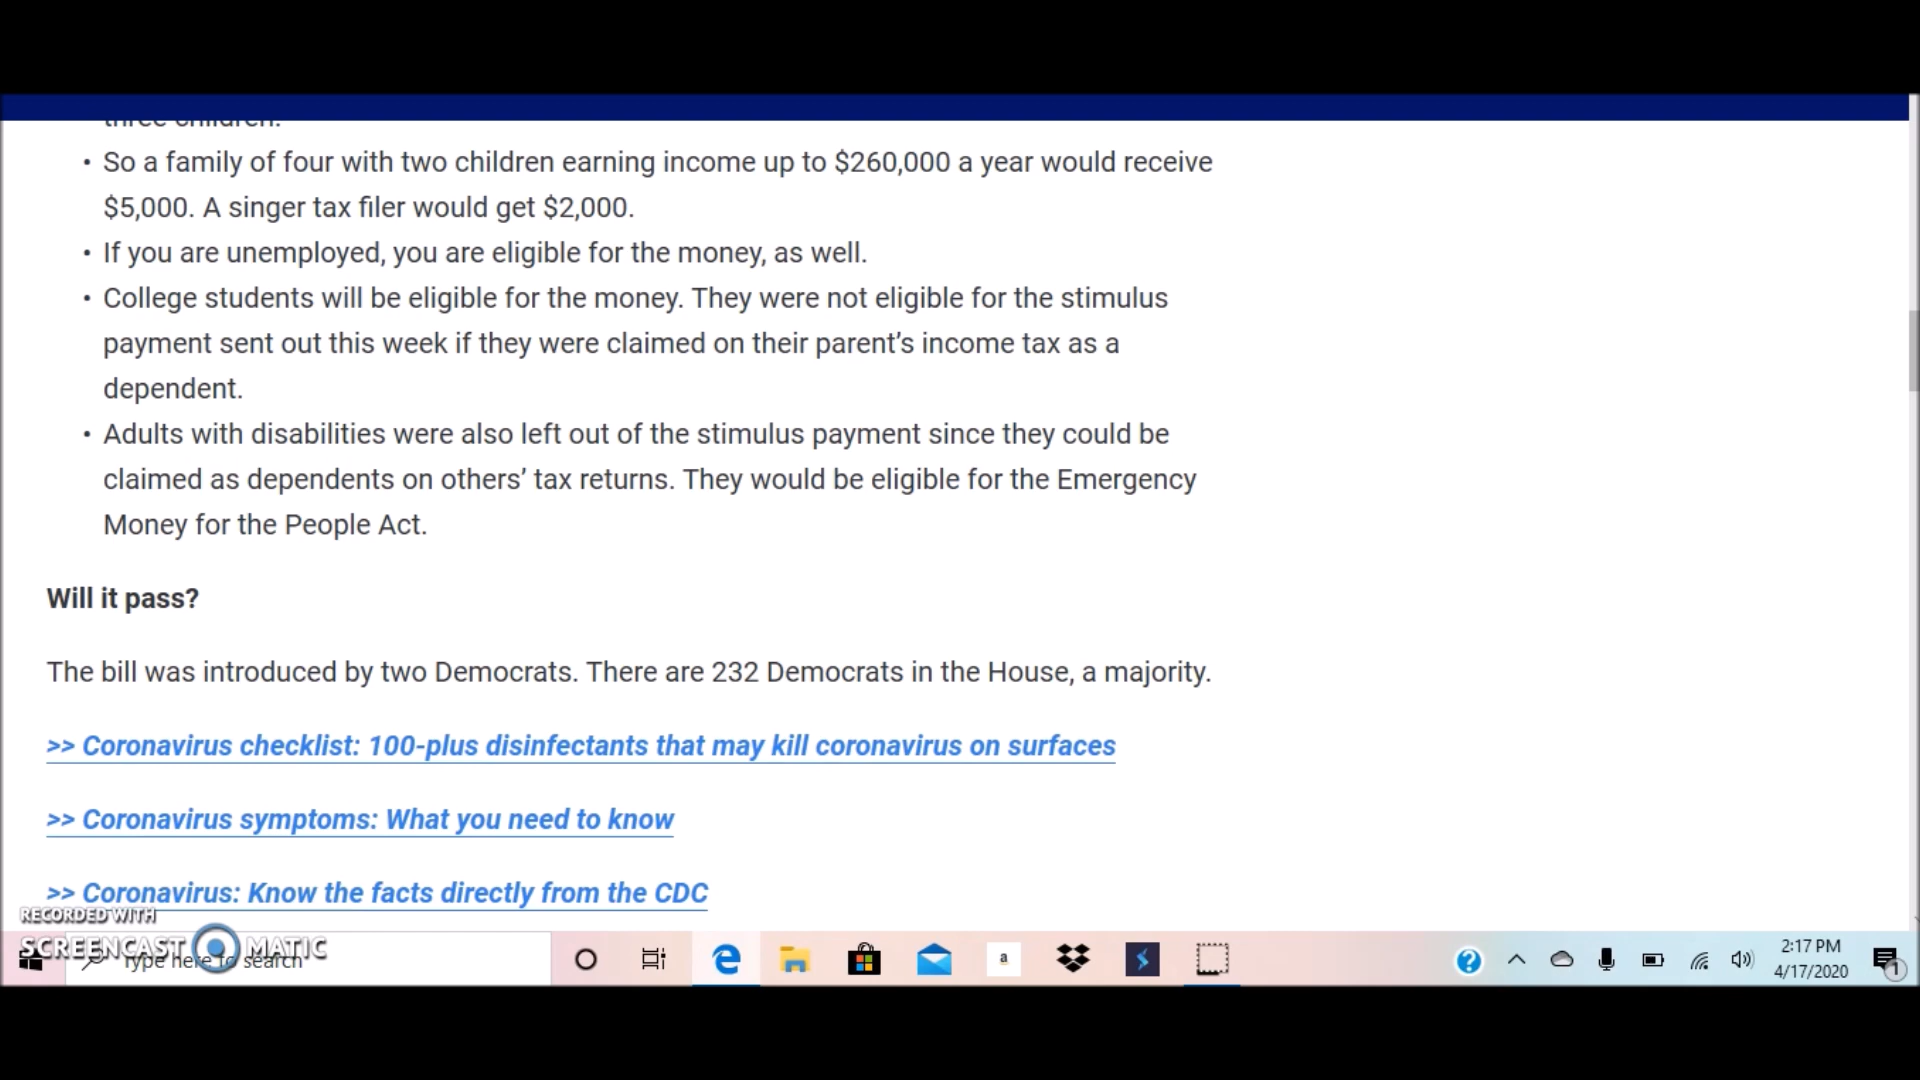 three children.
• So a family of four with two children earning income up to $260,000 a year would receive
$5,000. A singer tax filer would get $2,000.
• If you are unemployed, you are eligible for the money, as well.
• College students will be eligible for the money. They were not eligible for the stimulus
payment sent out this week if they were claimed on their parent’s income tax as a
dependent.
• Adults with disabilities were also left out of the stimulus payment since they could be
claimed as dependents on others’ tax returns. They would be eligible for the Emergency
Money for the People Act.
Will it pass?
The bill was introduced by two Democrats. There are 232 Democrats in the House, a majority.
>> Coronavirus checklist: 100-plus disinfectants that may kill coronavirus on surfaces
>> Coronavirus symptoms: What you need to know
>> Coronavirus: Know the facts directly from the CDC
RECORDED WITH
SCREENCAST MATIC
Type here to search
a
2:17 PM
4/17/2020
1